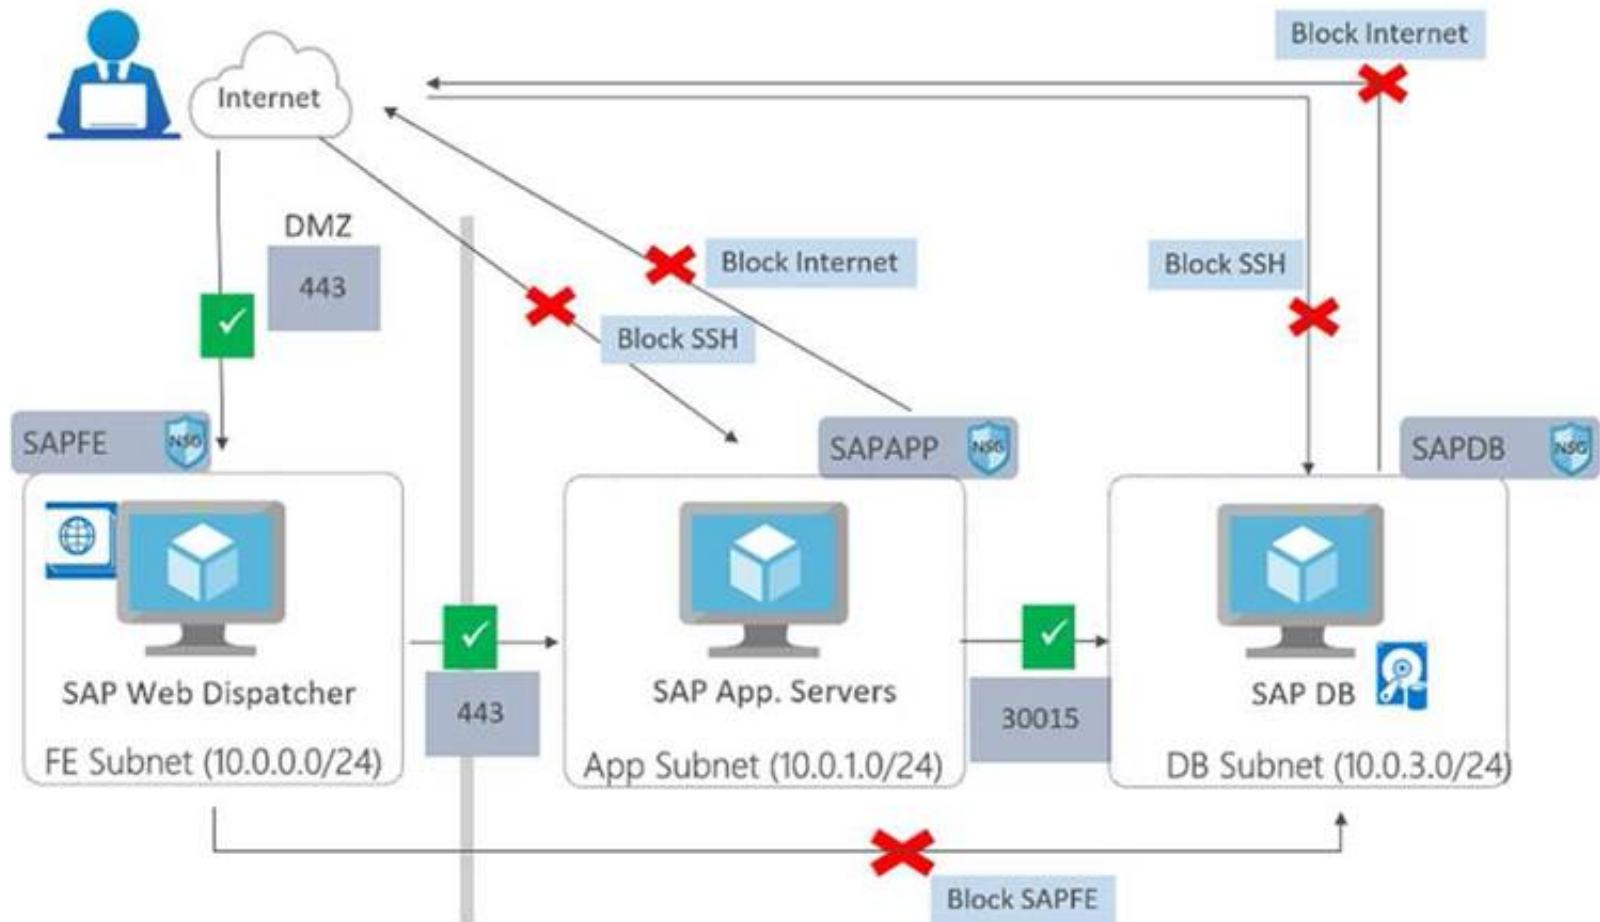 Block Internet
Internet
DMZ
443
Block Internet
Block SSH
Block SSH
SAPFE
NSG
SAPAPP
NSG
SAPDB
NSG
SAP Web Dispatcher
FE Subnet (10.0.0.0/24)
443
SAP App. Servers
App Subnet (10.0.1.0/24)
30015
SAP DB
DB Subnet (10.0.3.0/24)
Block SAPFE